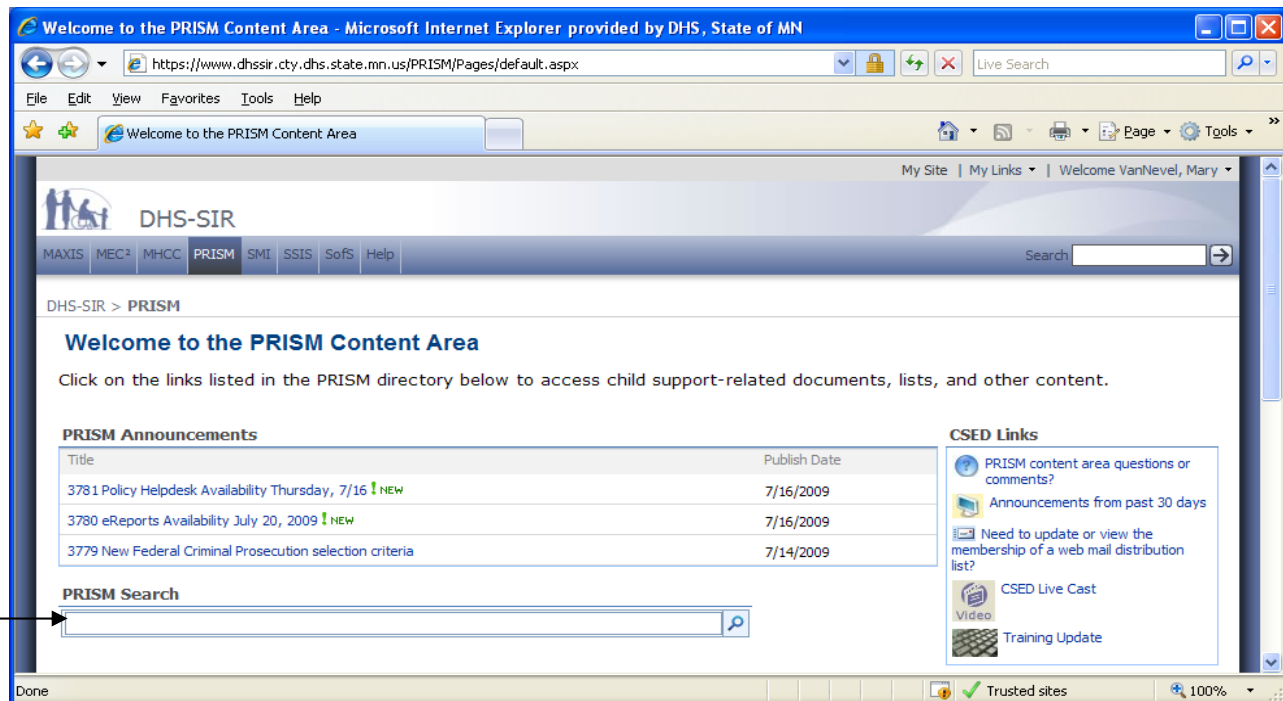 Welcome to the PRISM Content Area - Microsoft Internet Explorer provided by DHS, State of MN
https://www.dhssir.cty.dhs.state.mn.us/PRISM/Pages/default.aspx
Live Search
File Edit View Favorites Tools Help
Welcome to the PRISM Content Area
Page Tools »
My Site | My Links | Welcome VanNevel, Mary
DHS-SIR
MAXIS MEC² MHCC PRISM SMI SSIS SofS Help
Search
DHS-SIR > PRISM
Welcome to the PRISM Content Area
Click on the links listed in the PRISM directory below to access child support-related documents, lists, and other content.
PRISM Announcements
Title Publish Date
3781 Policy Helpdesk Availability Thursday, 7/16 ! NEW 7/16/2009
3780 eReports Availability July 20, 2009 ! NEW 7/16/2009
3779 New Federal Criminal Prosecution selection criteria 7/14/2009
PRISM Search
CSED Links
PRISM content area questions or
comments?
Announcements from past 30 days
Need to update or view the
membership of a web mail distribution
list?
CSED Live Cast
Video
Training Update
Done
Trusted sites
100%